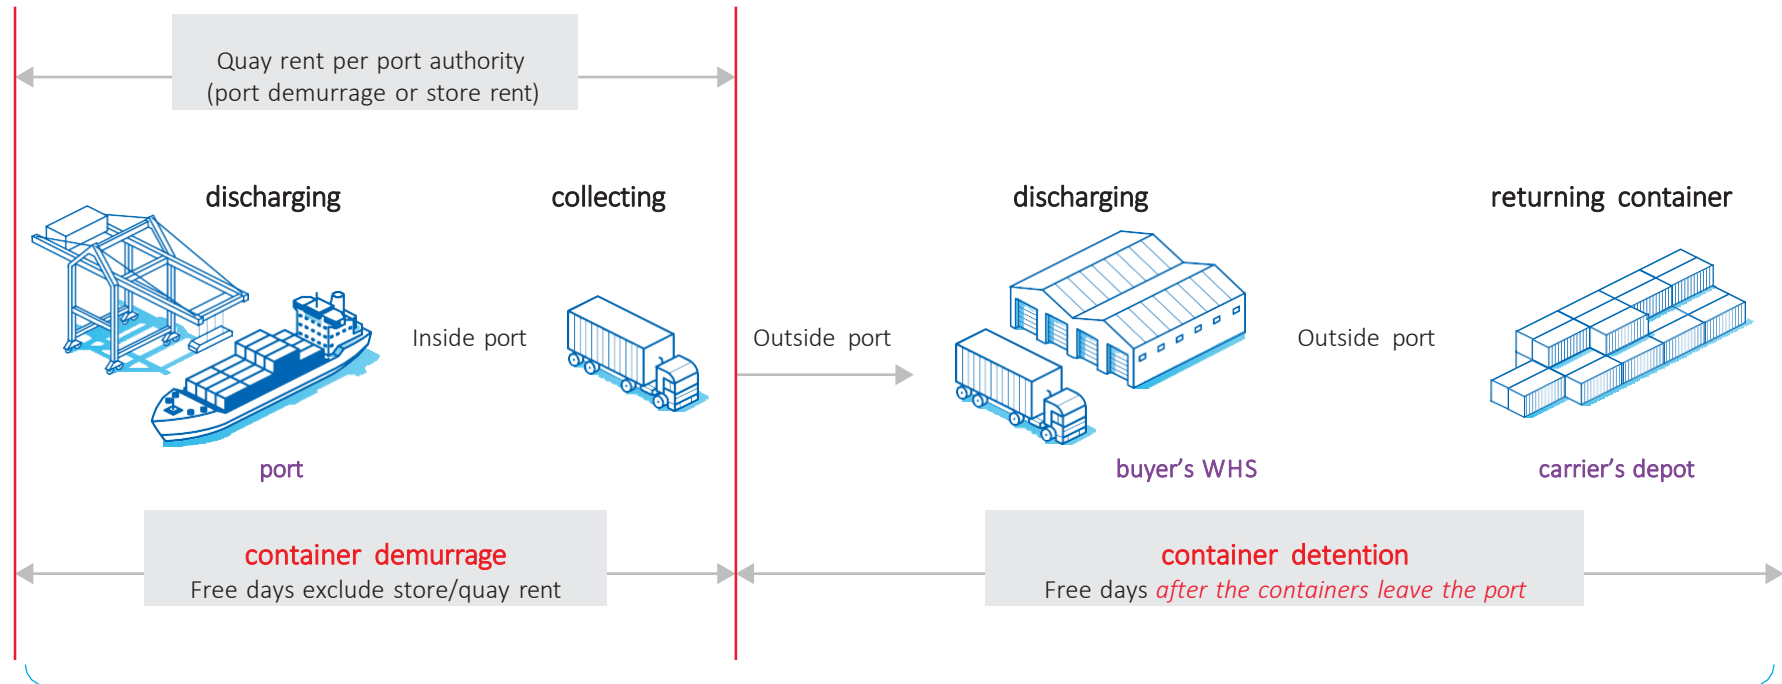 Quay rent per port authority
(port demurrage or store rent)
discharging
collecting
discharging
returning container
Inside port
Outside port
Outside port
port
buyer’s WHS
carrier’s depot
container demurrage
Free days exclude store/quay rent
container detention
Free days after the containers leave the port